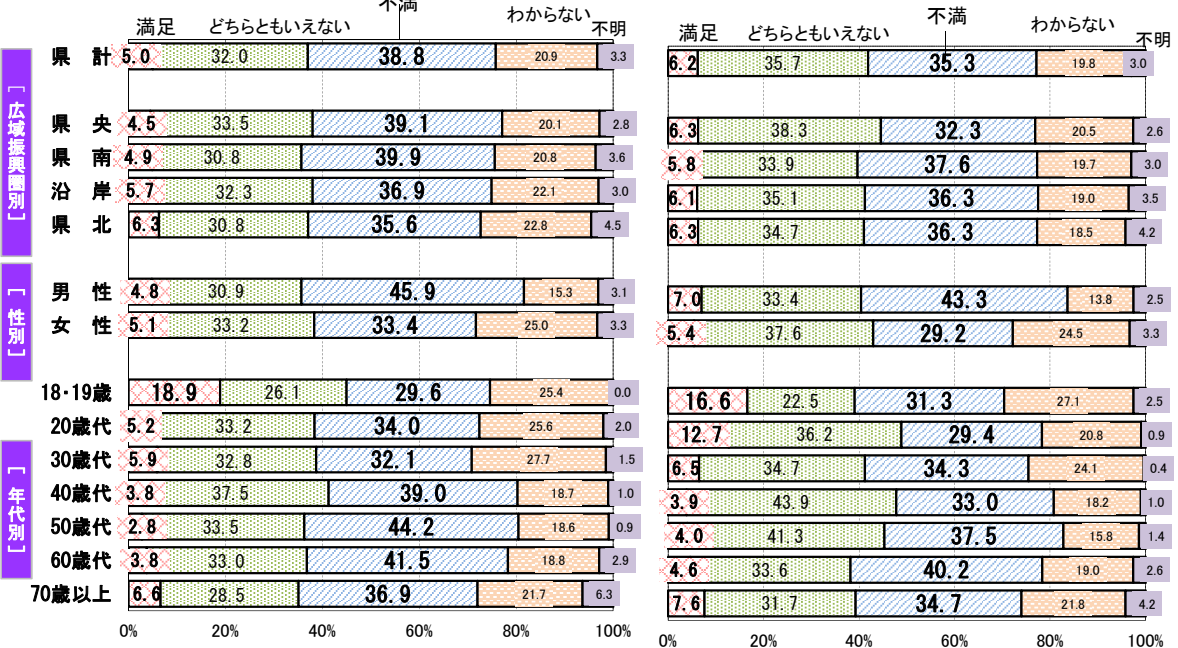 満足 どちらともいえない 不満 わからない 不明
満足 どちらともいえない 不満 わからない 不明
[広域振興圏別]
県 計 5.0 32.0 38.8 20.9 3.3 6.2 35.7 35.3 19.8 3.0
県 央 4.5 33.5 39.1 20.1 2.8 6.3 38.3 32.3 20.5 2.6
県 南 4.9 30.8 39.9 20.8 3.6 5.8 33.9 37.6 19.7 3.0
沿 岸 5.7 32.3 36.9 22.1 3.0 6.1 35.1 36.3 19.0 3.5
県 北 6.3 30.8 35.6 22.8 4.5 6.3 34.7 36.3 18.5 4.2
[性別]
男 性 4.8 30.9 45.9 15.3 3.1 7.0 33.4 43.3 13.8 2.5
女 性 5.1 33.2 33.4 25.0 3.3 5.4 37.6 29.2 24.5 3.3
[年代別]
18・19歳 18.9 26.1 29.6 25.4 0.0 16.6 22.5 31.3 27.1 2.5
20歳代 5.2 33.2 34.0 25.6 2.0 12.7 36.2 29.4 20.8 0.9
30歳代 5.9 32.8 32.1 27.7 1.5 6.5 34.7 34.3 24.1 0.4
40歳代 3.8 37.5 39.0 18.7 1.0 3.9 43.9 33.0 18.2 1.0
50歳代 2.8 33.5 44.2 18.6 0.9 4.0 41.3 37.5 15.8 1.4
60歳代 3.8 33.0 41.5 18.8 2.9 4.6 33.6 40.2 19.0 2.6
70歳以上 6.6 28.5 36.9 21.7 6.3 7.6 31.7 34.7 21.8 4.2
0% 20% 40% 60% 80% 100% 0% 20% 40% 60% 80% 100%